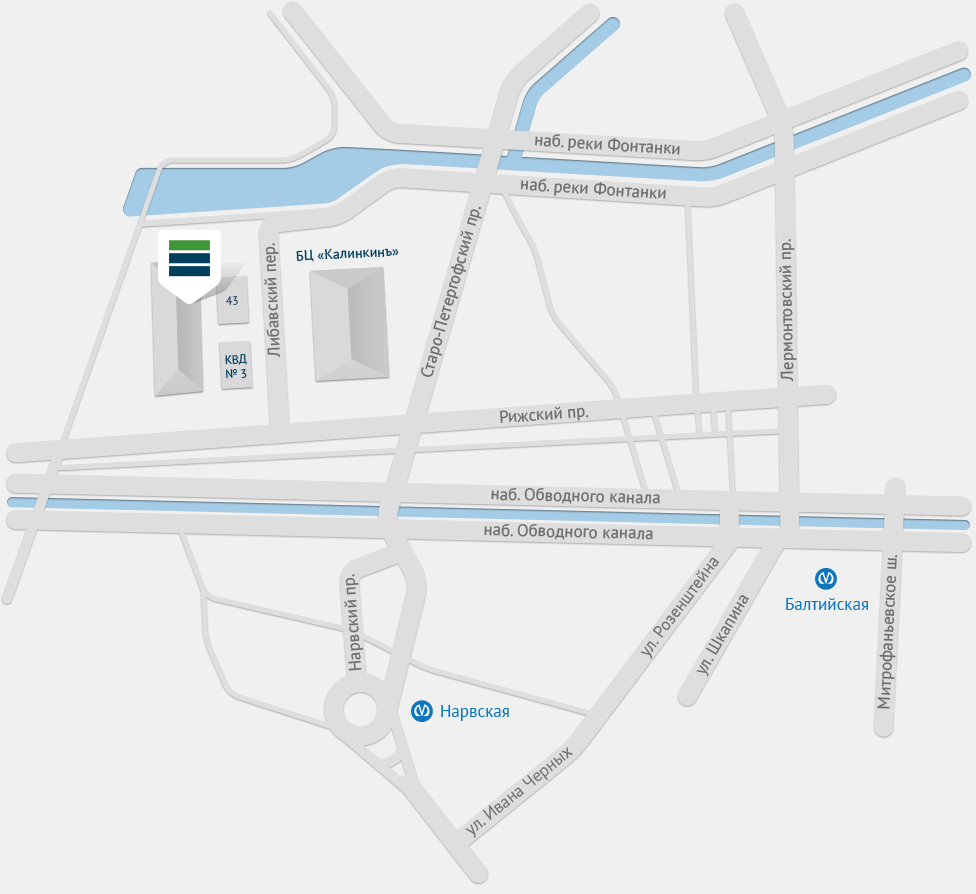 наб. реки Фонтанки
наб. реки Фонтанки
Старо-Петергофский пр.
БЦ «Калинкинъ»
Либавский пер.
Лермонтовский пр.
43
КВД
№ 3
Рижский пр.
наб. Обводного канала
наб. Обводного канала
Нарвский пр.
ул. Розенштейна
ул. Шкапина
Балтийская
Митрофаньевское ш.
Нарвская
ул. Ивана Черных